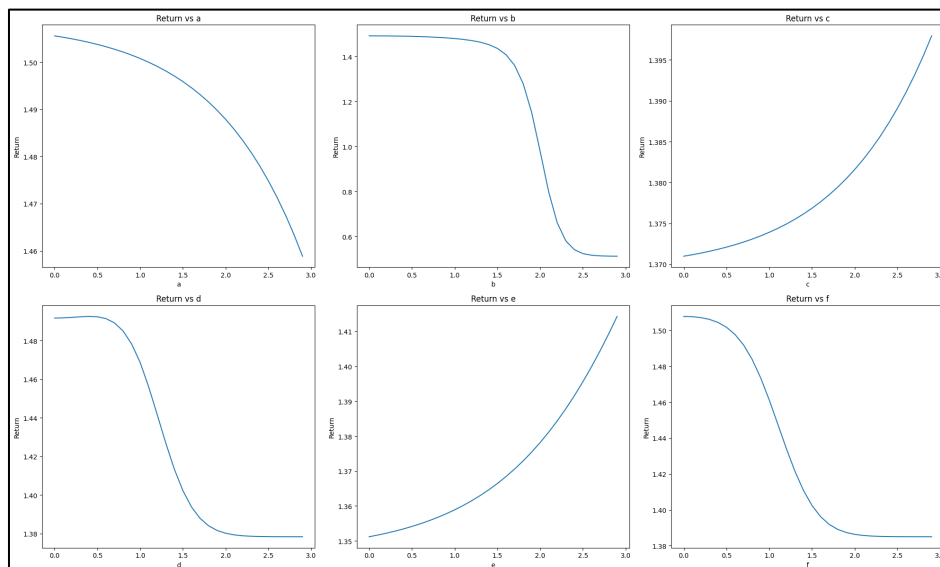 Return vs a
Return
1.50
1.49
1.48
1.47
1.46
0.0 0.5 1.0 1.5 2.0 2.5 3.0
a
Return vs b
Return
1.4
1.2
1.0
0.8
0.6
0.0 0.5 1.0 1.5 2.0 2.5 3.0
b
Return vs c
Return
1.395
1.390
1.385
1.380
1.375
1.370
0.0 0.5 1.0 1.5 2.0 2.5 3.0
c
Return vs d
Return
1.48
1.46
1.44
1.42
1.40
1.38
0.0 0.5 1.0 1.5 2.0 2.5 3.0
d
Return vs e
Return
1.41
1.40
1.39
1.38
1.37
1.36
1.35
0.0 0.5 1.0 1.5 2.0 2.5 3.0
e
Return vs f
Return
1.50
1.48
1.46
1.44
1.42
1.40
1.38
0.0 0.5 1.0 1.5 2.0 2.5 3.0
f